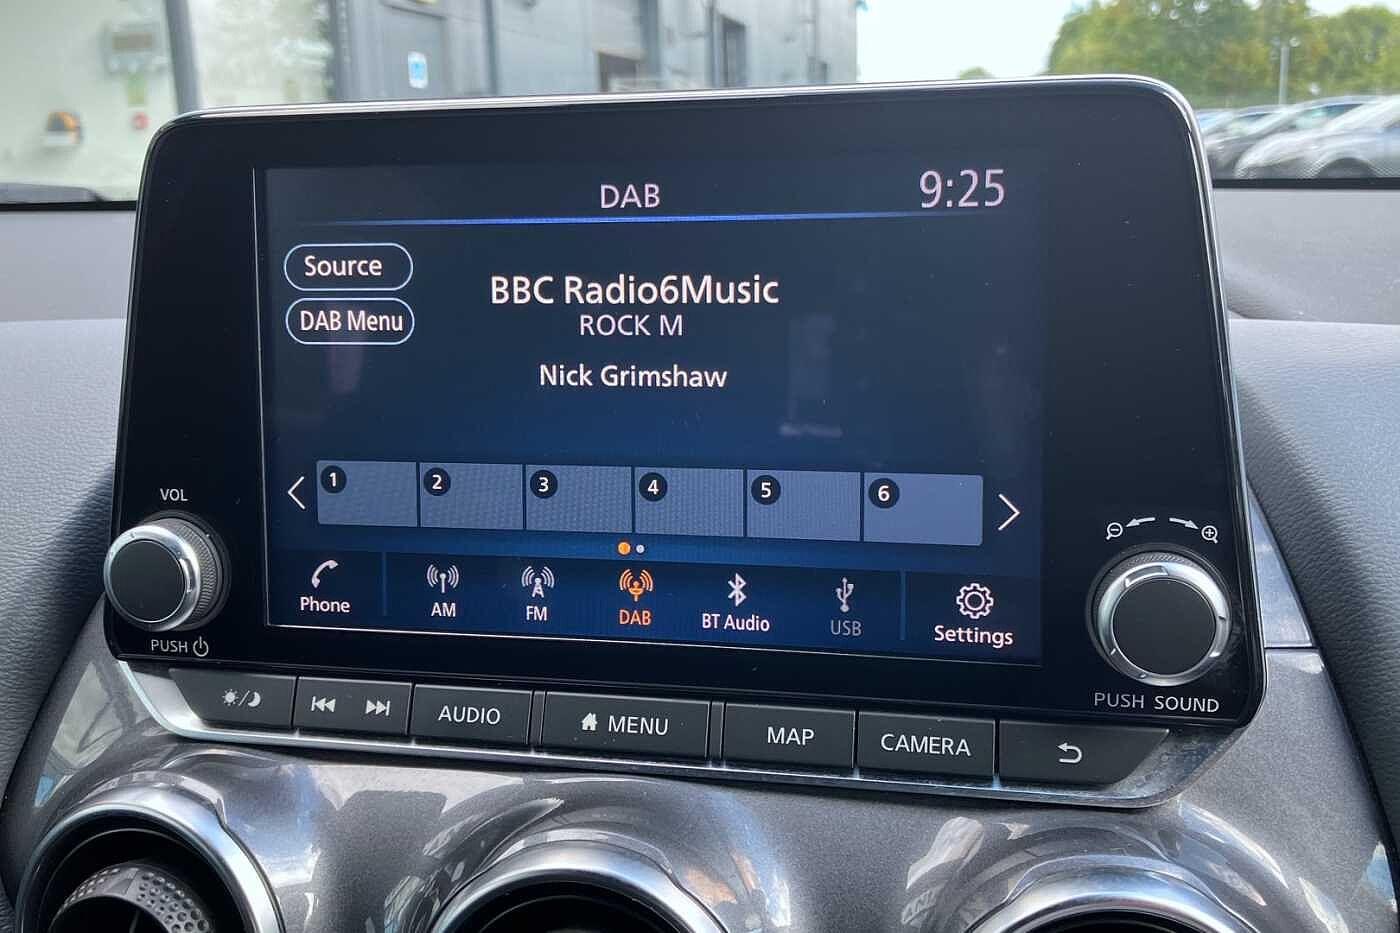 DAB
9:25
Source
BBC Radio6Music
DAB Menu
ROCK M
Nick Grimshaw
1 2 3 4 5 6
VOL
Phone
AM
FM
DAB
BT Audio
USB
Settings
PUSH
PUSH SOUND
AUDIO
MENU
MAP
CAMERA